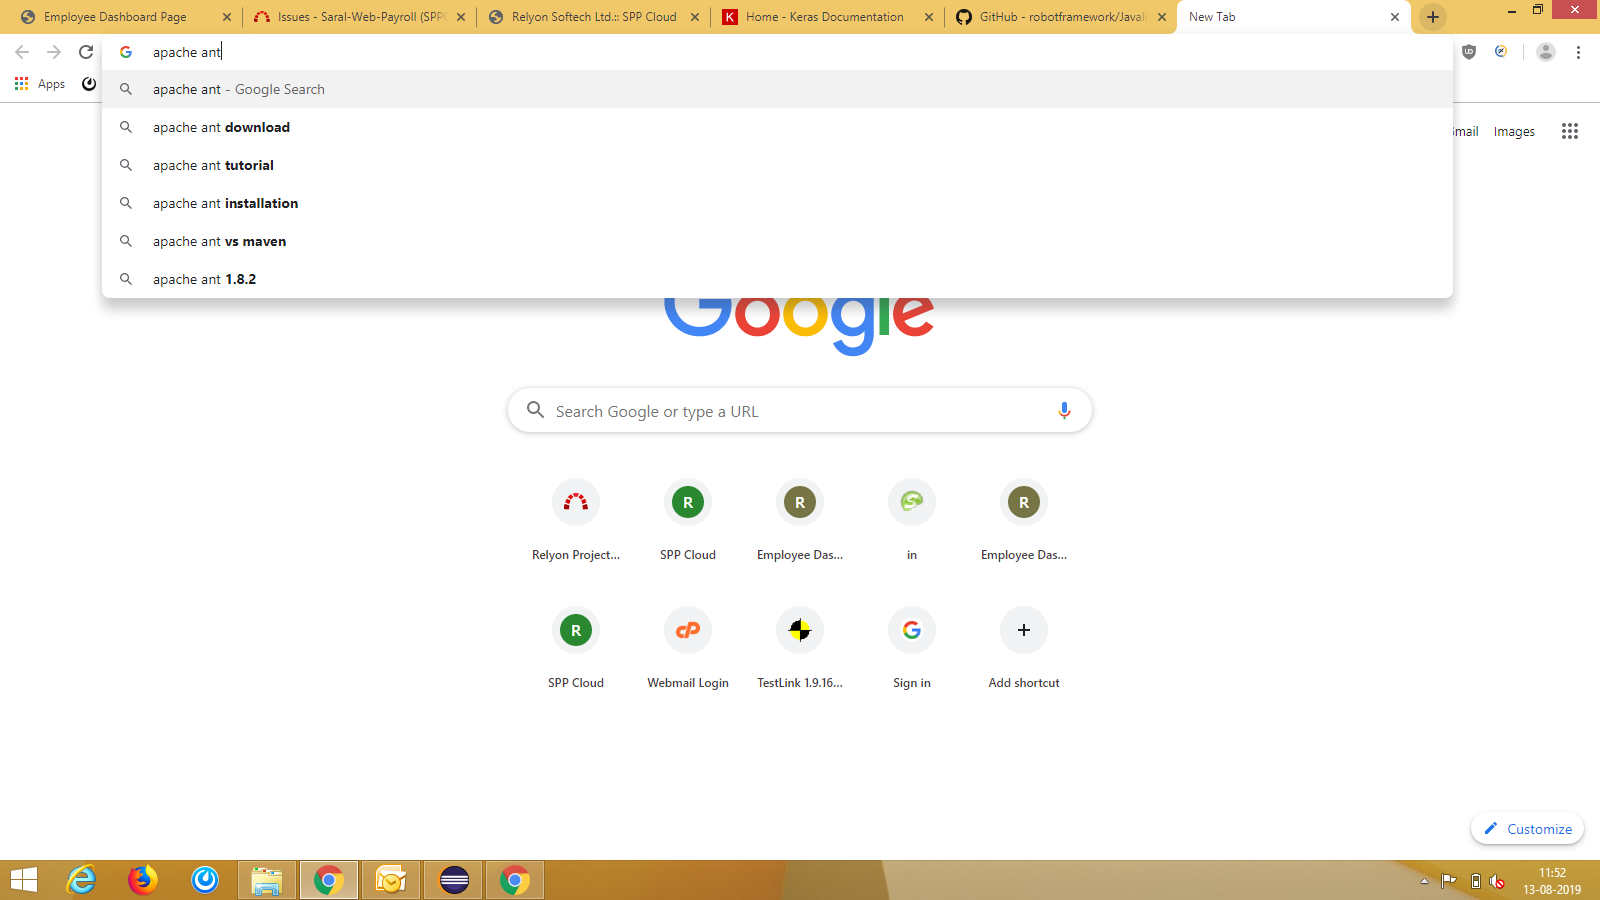 Employee Dashboard Page
Issues - Saral-Web-Payroll (SPP
Relyon Softech Ltd.:: SPP Cloud
K Home - Keras Documentation
GitHub - robotframework/Javali
New Tab
apache ant
Apps
apache ant - Google Search
apache ant download
apache ant tutorial
apache ant installation
apache ant vs maven
apache ant 1.8.2
Gmail Images
Google
Search Google or type a URL
R R R
Relyon Project... SPP Cloud Employee Das... in Employee Das...
R cP
SPP Cloud Webmail Login TestLink 1.9.16... Sign in Add shortcut
Customize
11:52
13-08-2019